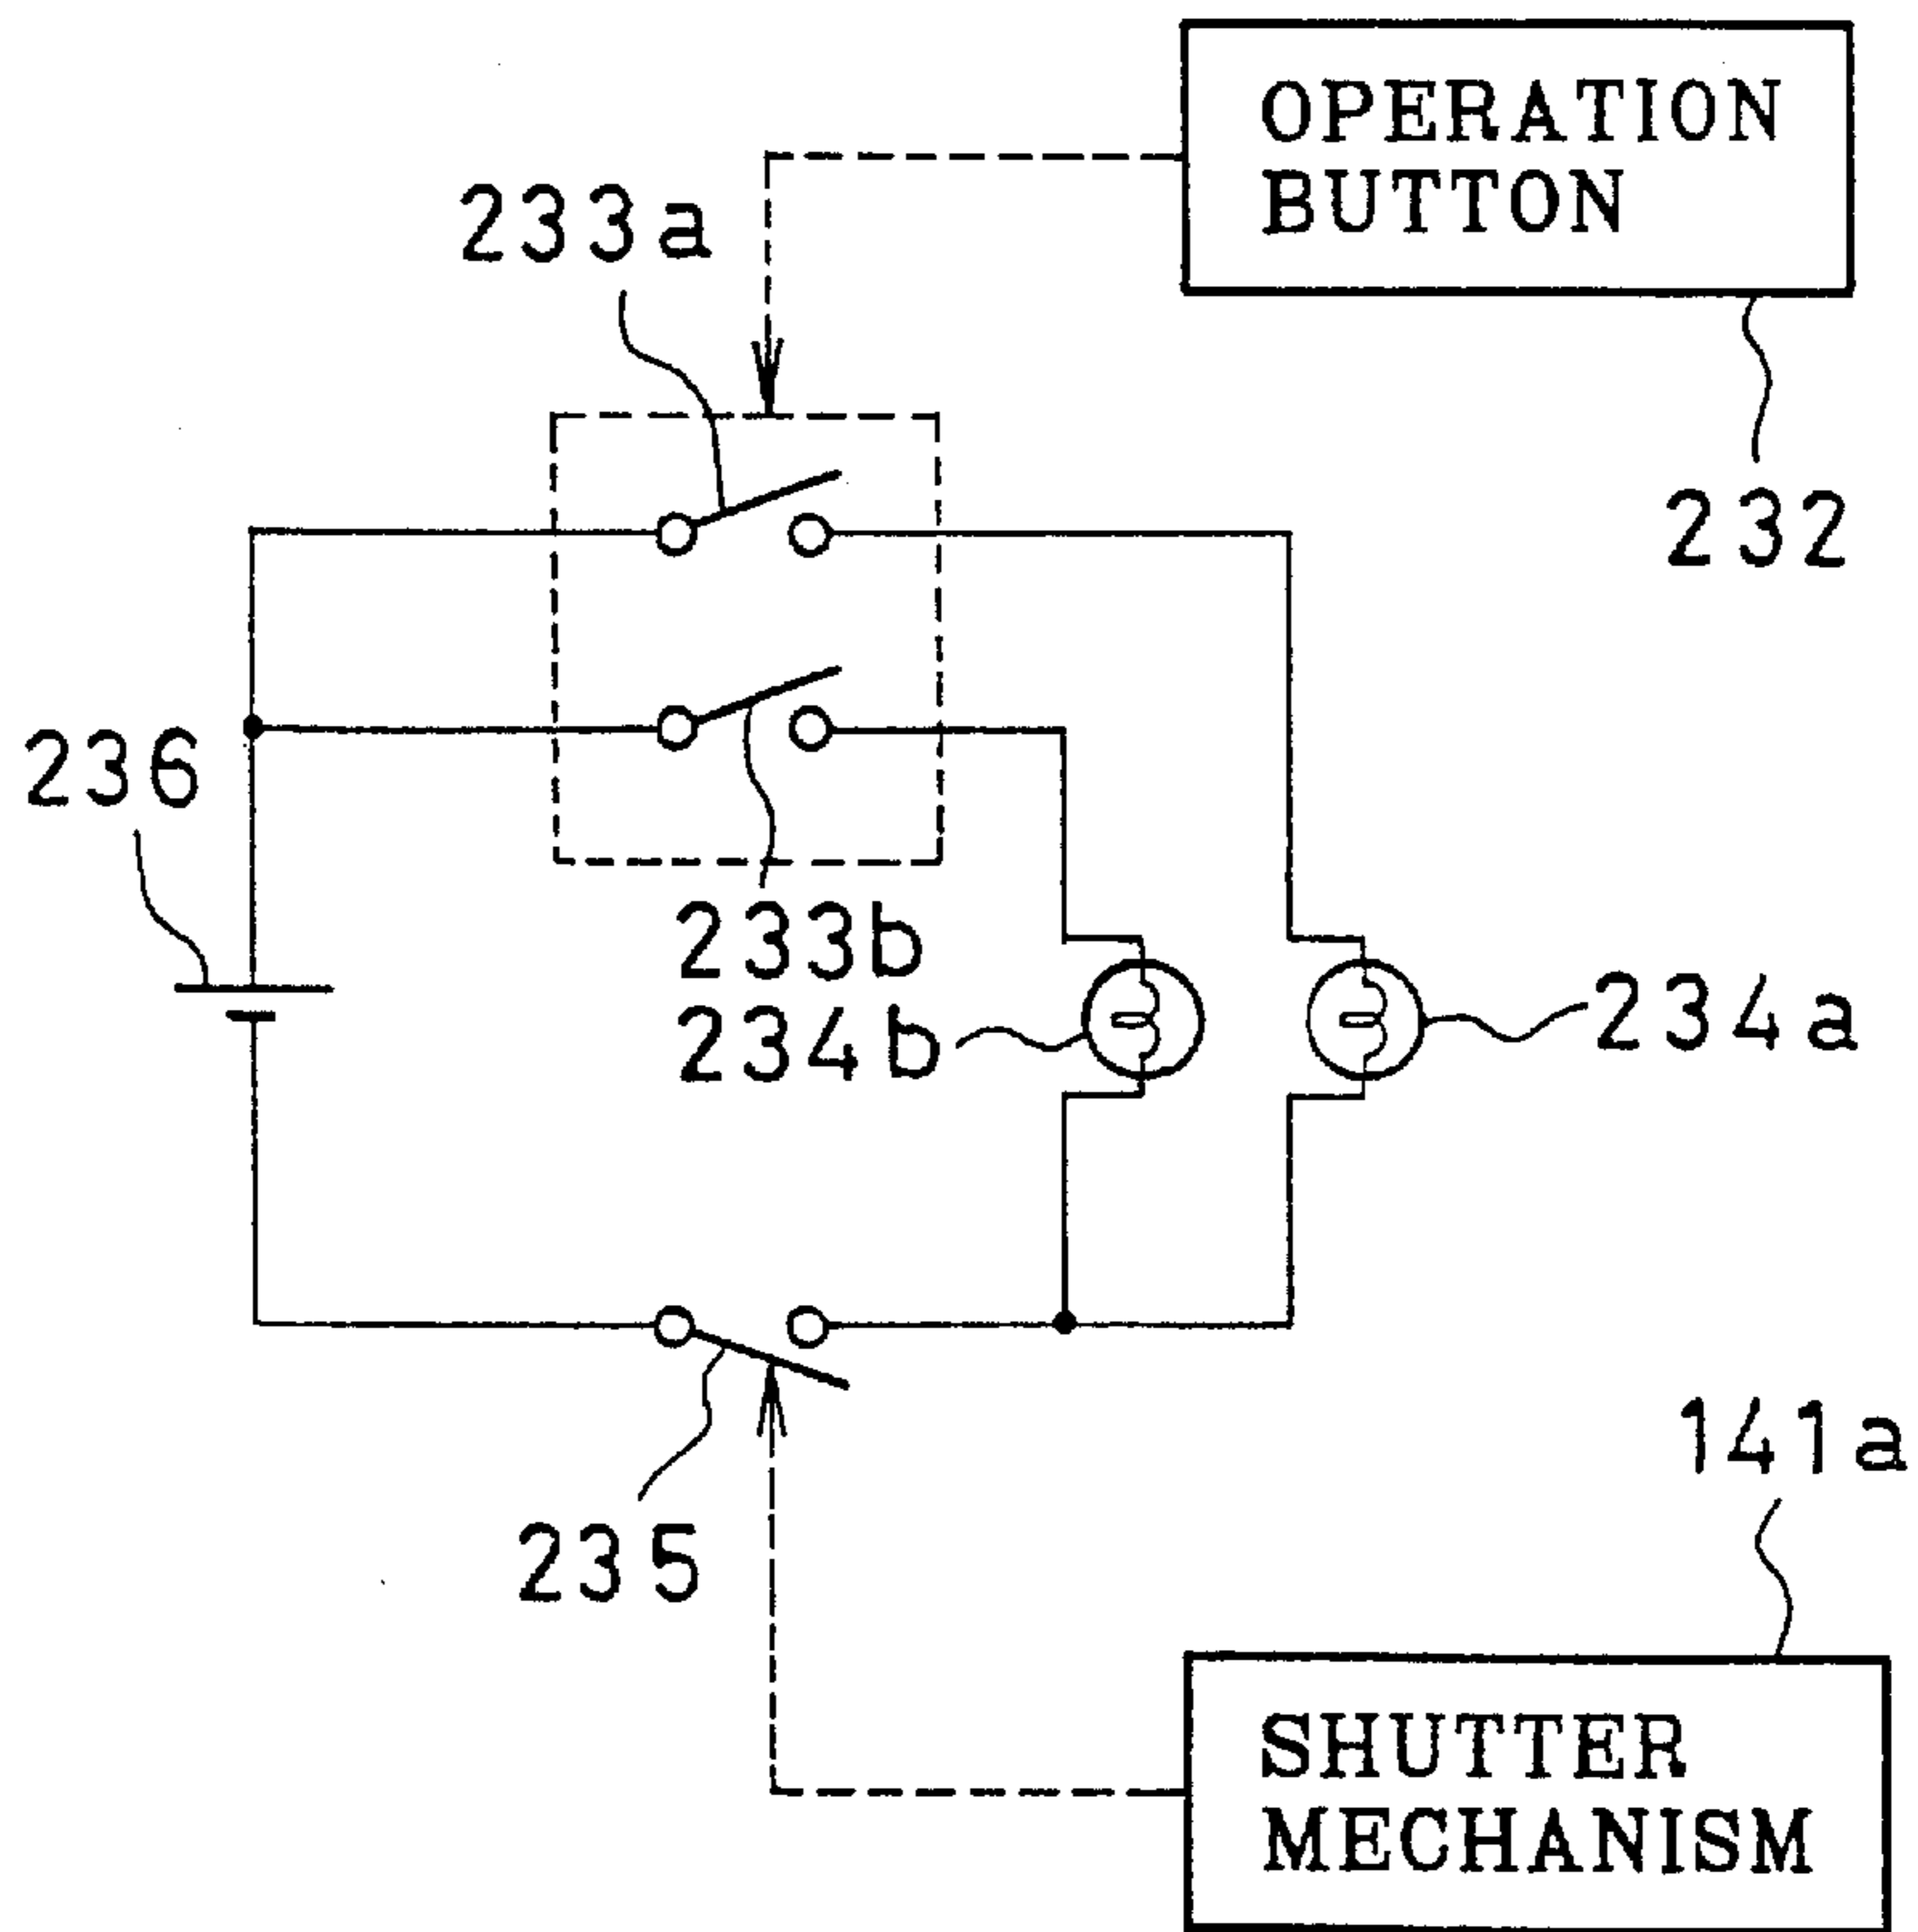 OPERATION
BUTTON
233a
232
236
233b
234b
234a
141a
235
SHUTTER
MECHANISM